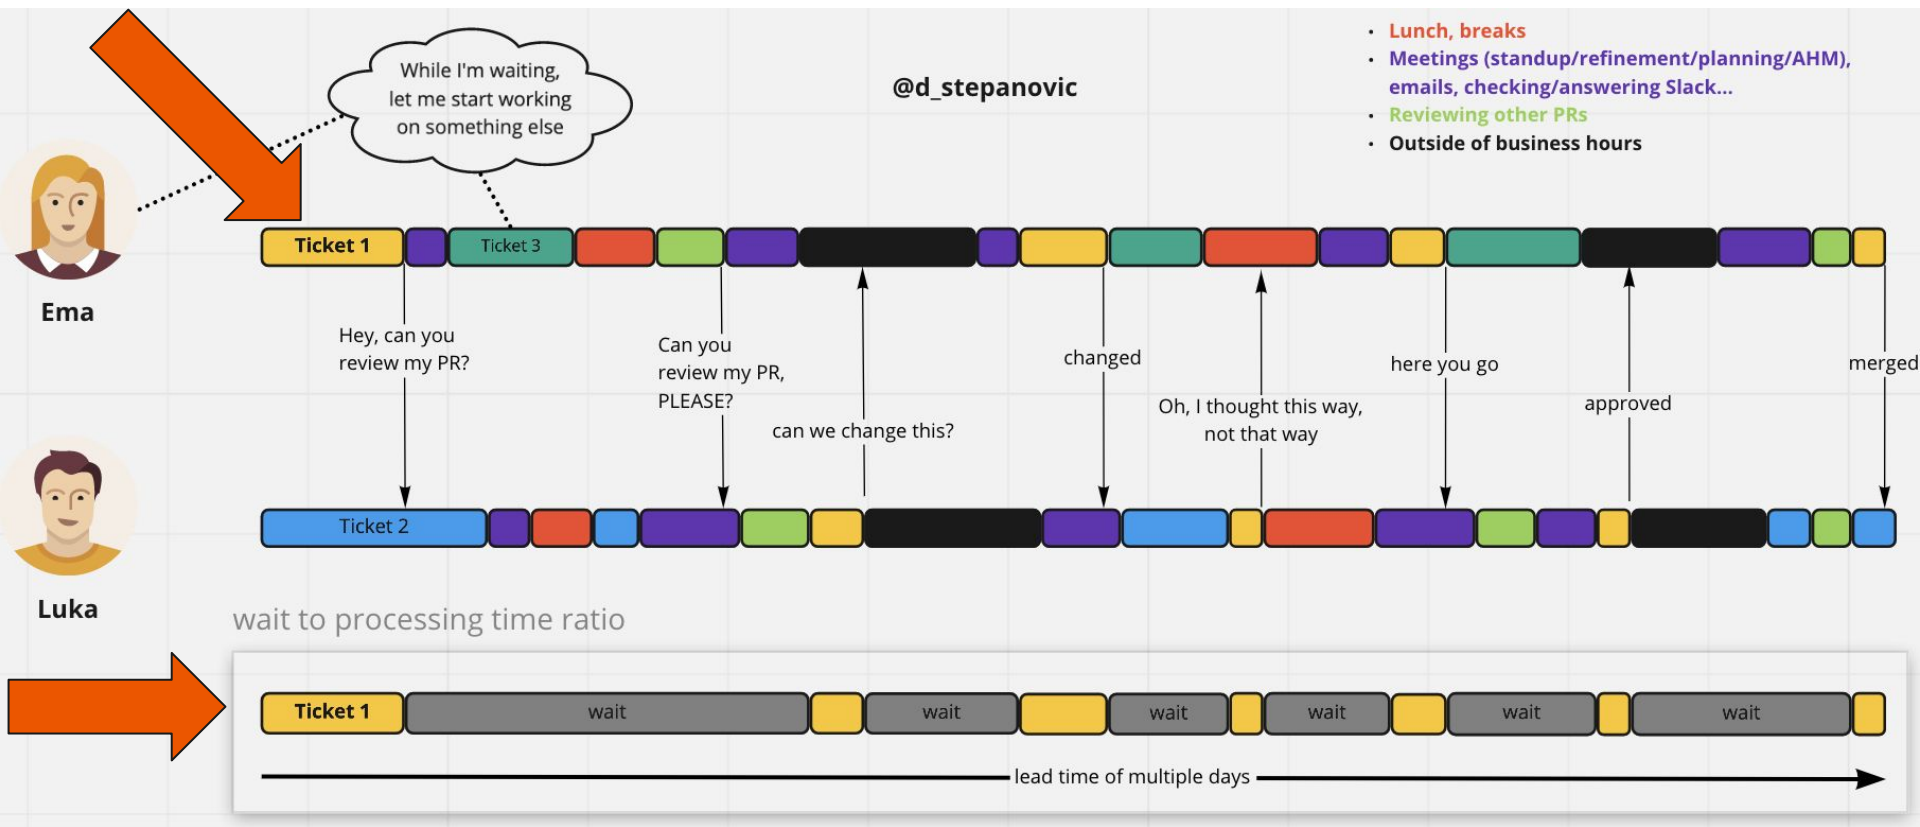 While I'm waiting,
let me start working
on something else
@d_stepanovic
· Lunch, breaks
· Meetings (standup/refinement/planning/AHM),
emails, checking/answering Slack...
· Reviewing other PRs
· Outside of business hours
Ticket 1
Ticket 3
Ema
Hey, can you
review my PR?
Can you
review my PR,
PLEASE?
can we change this?
changed
Oh, I thought this way,
not that way
here you go
approved
merged
Ticket 2
Luka
wait to processing time ratio
Ticket 1
wait
wait
wait
wait
wait
wait
lead time of multiple days